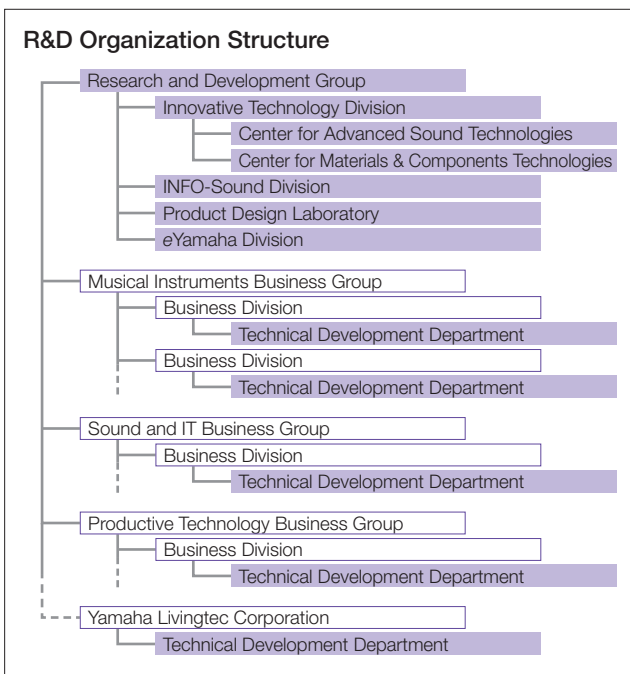 R&D Organization Structure
Research and Development Group
Innovative Technology Division
Center for Advanced Sound Technologies
Center for Materials & Components Technologies
INFO-Sound Division
Product Design Laboratory
eYamaha Division
Musical Instruments Business Group
Business Division
Technical Development Department
Business Division
Technical Development Department
Sound and IT Business Group
Business Division
Technical Development Department
Productive Technology Business Group
Business Division
Technical Development Department
Yamaha Livingtec Corporation
Technical Development Department